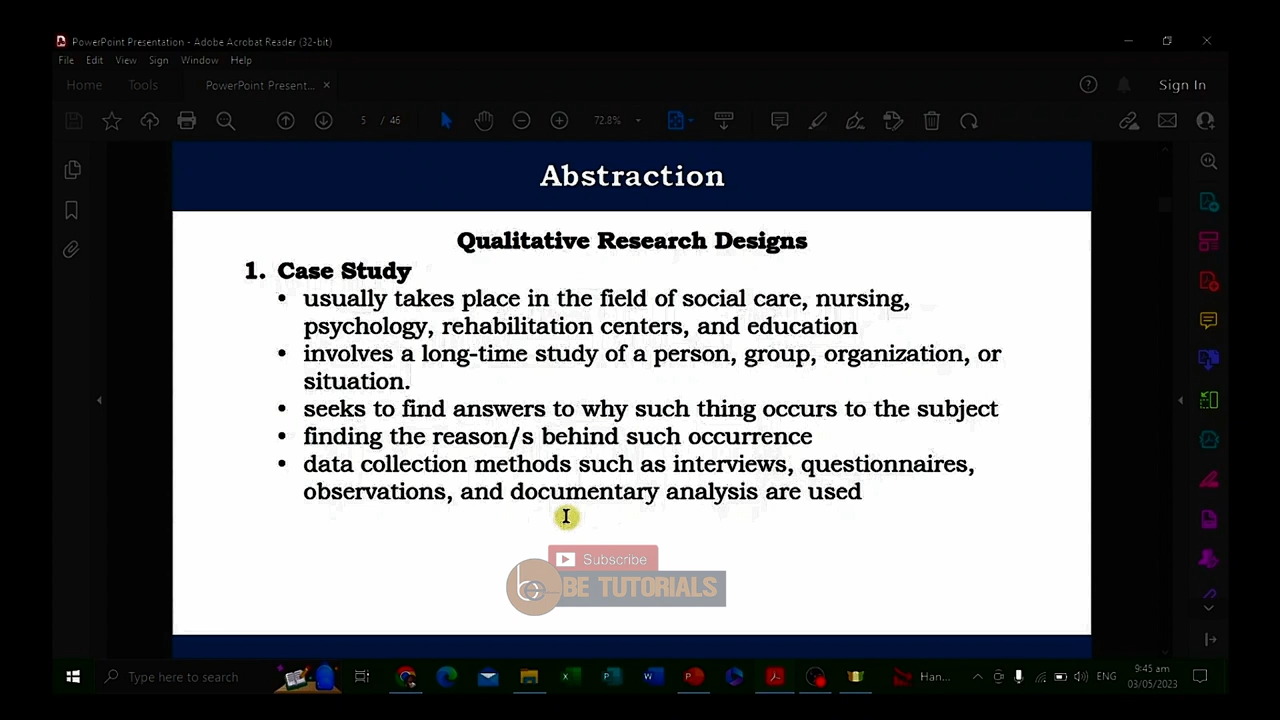 PowerPoint Presentation - Adobe Acrobat Reader (32-bit)
File Edit View Sign Window Help
Home Tools PowerPoint Present... ×
Sign In
5 / 46 72.8%
Abstraction
Qualitative Research Designs
1. Case Study
• usually takes place in the field of social care, nursing,
psychology, rehabilitation centers, and education
• involves a long-time study of a person, group, organization, or
situation.
• seeks to find answers to why such thing occurs to the subject
• finding the reason/s behind such occurrence
• data collection methods such as interviews, questionnaires,
observations, and documentary analysis are used
Subscribe
BE TUTORIALS
Type here to search
Han...
ENG
9:45 am
03/05/2023